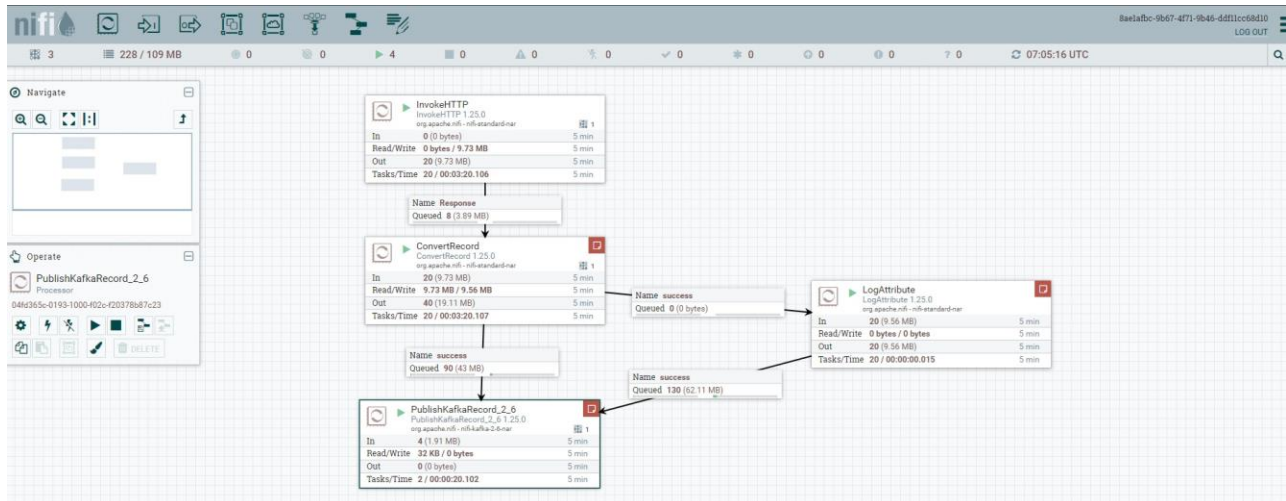 nifi
8ae1afbc-9b67-4f71-9b46-ddf11cc68d10
LOG OUT
3 228 / 109 MB 0 0 4 0 0 0 0 0 0 0 ? 0 07:05:16 UTC
Navigate
Operate
PublishKafkaRecord_2_6
Processor
04fd365c-0193-1000-f02c-f20378b87c23
DELETE
InvokeHTTP
InvokeHTTP 1.25.0
org.apache.nifi - nifi-standard-nar
1
In 0 (0 bytes) 5 min
Read/Write 0 bytes / 9.73 MB 5 min
Out 20 (9.73 MB) 5 min
Tasks/Time 20 / 00:03:20.106 5 min
Name Response
Queued 8 (3.89 MB)
ConvertRecord
ConvertRecord 1.25.0
org.apache.nifi - nifi-standard-nar
1
In 20 (9.73 MB) 5 min
Read/Write 9.73 MB / 9.56 MB 5 min
Out 40 (19.11 MB) 5 min
Tasks/Time 20 / 00:03:20.107 5 min
Name success
Queued 0 (0 bytes)
LogAttribute
LogAttribute 1.25.0
org.apache.nifi - nifi-standard-nar
In 20 (9.56 MB) 5 min
Read/Write 0 bytes / 0 bytes 5 min
Out 20 (9.56 MB) 5 min
Tasks/Time 20 / 00:00:00.015 5 min
Name success
Queued 90 (43 MB)
Name success
Queued 130 (62.11 MB)
PublishKafkaRecord_2_6
PublishKafkaRecord_2_6 1.25.0
org.apache.nifi - nifi-kafka-2-6-nar
1
In 4 (1.91 MB) 5 min
Read/Write 32 KB / 0 bytes 5 min
Out 0 (0 bytes) 5 min
Tasks/Time 2 / 00:00:20.102 5 min